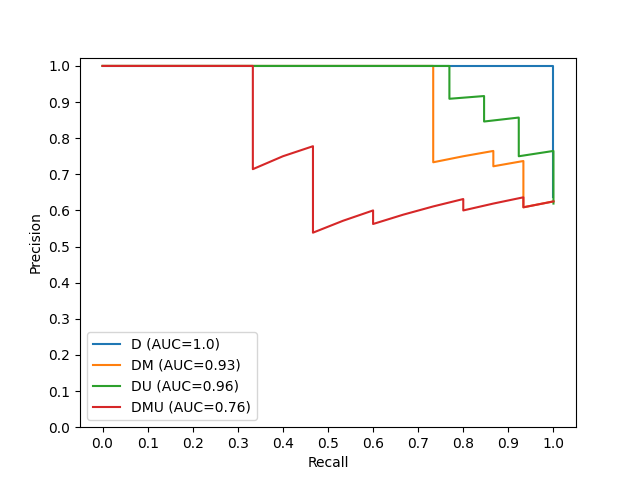 1.0
0.9
0.8
0.7
0.6
0.5
0.4
0.3
0.2
0.1
0.0
Precision
D (AUC=1.0)
DM (AUC=0.93)
DU (AUC=0.96)
DMU (AUC=0.76)
0.0 0.1 0.2 0.3 0.4 0.5 0.6 0.7 0.8 0.9 1.0
Recall